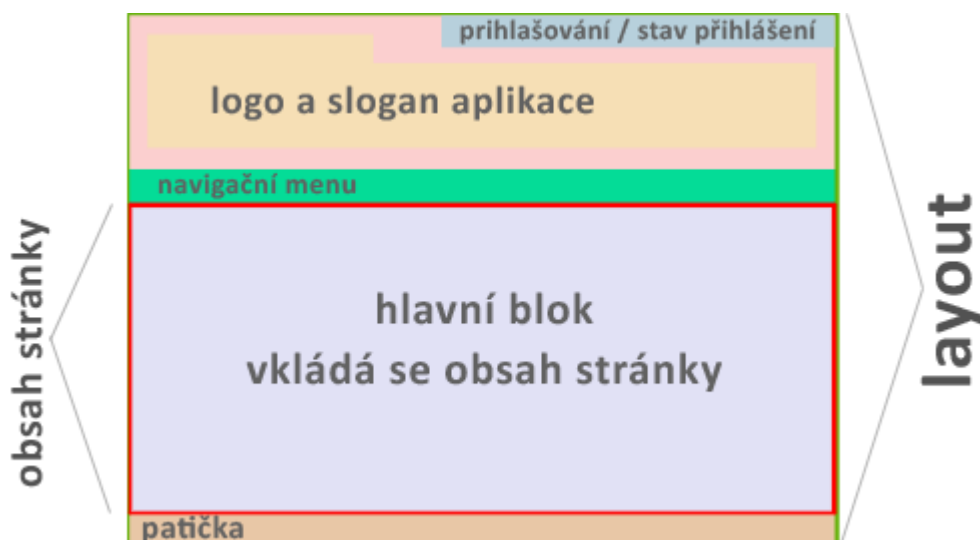 prihlašování / stav přihlášení
logo a slogan aplikace
navigační menu
obsah stránky
hlavní blok
vkládá se obsah stránky
layout
patička